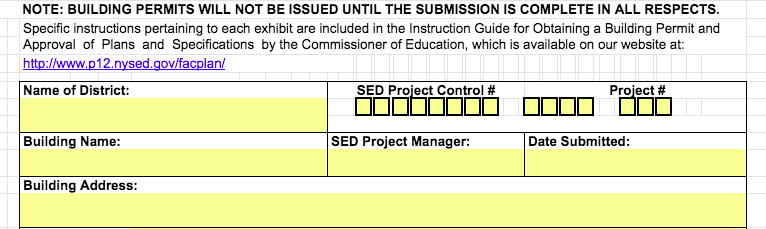 NOTE: BUILDING PERMITS WILL NOT BE ISSUED UNTIL THE SUBMISSION IS COMPLETE IN ALL RESPECTS.
Specific instructions pertaining to each exhibit are included in the Instruction Guide for Obtaining a Building Permit and
Approval of Plans and Specifications by the Commissioner of Education, which is available on our website at:
http://www.p12.nysed.gov/facplan/
Name of District: SED Project Control # Project #
Building Name: SED Project Manager: Date Submitted:
Building Address: